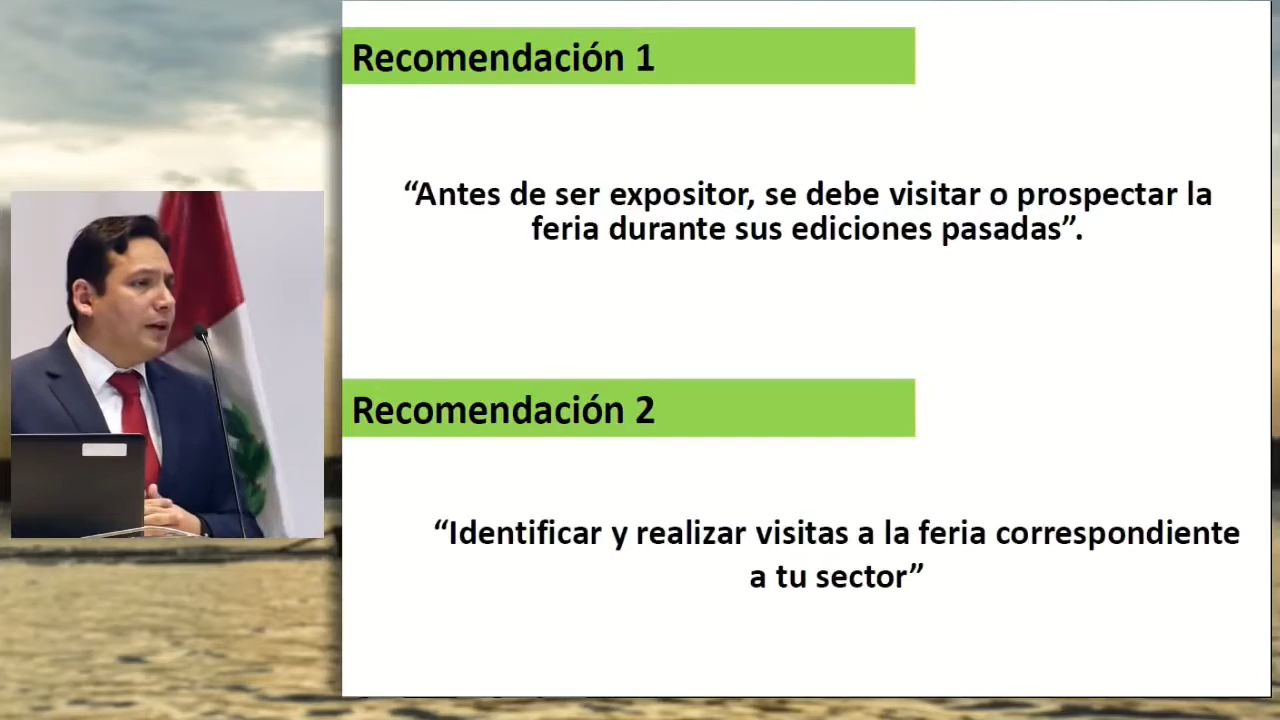 Recomendación 1
“Antes de ser expositor, se debe visitar o prospectar la
feria durante sus ediciones pasadas”.
Recomendación 2
“Identificar y realizar visitas a la feria correspondiente
a tu sector”